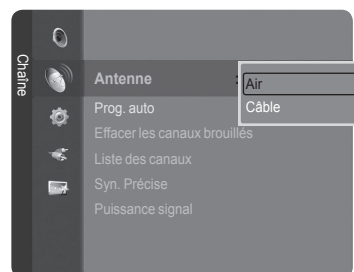 Chaîne
Antenne : Air
Câble
Prog. auto
Effacer les canaux brouillés
Liste des canaux
Syn. Précise
Puissance signal